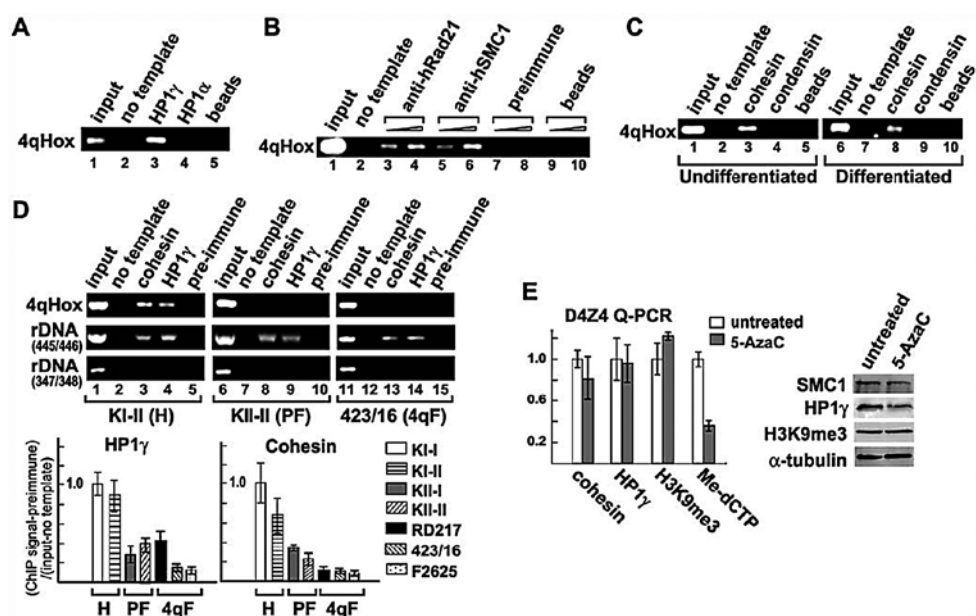 A
input
no template
HP1γ
HP1α
beads
4qHox
1 2 3 4 5
B
input
no template
anti-hRad21
anti-hSMC1
preimmune
beads
4qHox
1 2 3 4 5 6 7 8 9 10
C
input
no template
cohesin
condensin
beads
input
no template
cohesin
condensin
beads
4qHox
1 2 3 4 5 6 7 8 9 10
Undifferentiated Differentiated
D
input
no template
cohesin
HP1γ
pre-immune
input
no template
cohesin
HP1γ
pre-immune
input
no template
cohesin
HP1γ
pre-immune
4qHox
rDNA
(445/446)
rDNA
(347/348)
1 2 3 4 5 6 7 8 9 10 11 12 13 14 15
KI-II (H) KII-II (PF) 423/16 (4qF)
HP1γ
(ChIP signal-preimmune)
/(input-no template)
1.0
H PF 4qF
Cohesin
1.0
H PF 4qF
KI-I
KI-II
KII-I
KII-II
RD217
423/16
F2625
E
D4Z4 Q-PCR
untreated
5-AzaC
1.0
0.6
0.2
cohesin
HP1γ
H3K9me3
Me-dCTP
untreated
5-AzaC
SMC1
HP1γ
H3K9me3
α-tubulin